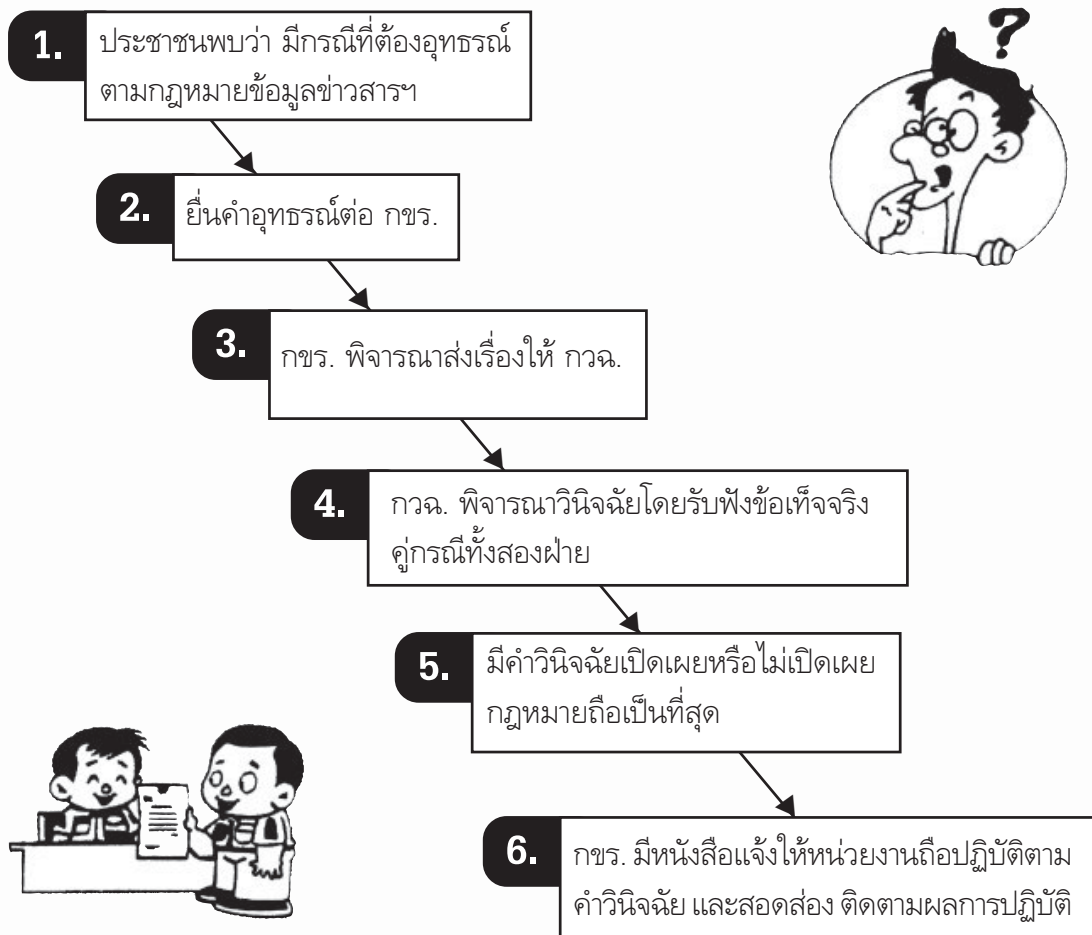 ?
1. ประชาชนพบว่า มีกรณีที่ต้องอุทธรณ์
ตามกฎหมายข้อมูลข่าวสารฯ
2. ยื่นคำอุทธรณ์ต่อ กขร.
3. กขร. พิจารณาส่งเรื่องให้ กวฉ.
4. กวฉ. พิจารณาวินิจฉัยโดยรับฟังข้อเท็จจริง
คู่กรณีทั้งสองฝ่าย
5. มีคำวินิจฉัยเปิดเผยหรือไม่เปิดเผย
กฎหมายถือเป็นที่สุด
6. กขร. มีหนังสือแจ้งให้หน่วยงานถือปฏิบัติตาม
คำวินิจฉัย และสอดส่อง ติดตามผลการปฏิบัติ